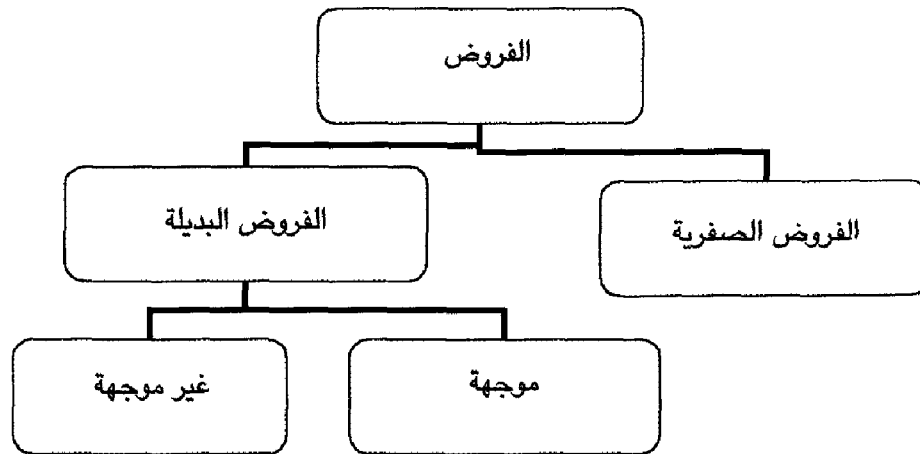 الفروض
الفروض الصفرية
الفروض البديلة
موجهة
غير موجهة